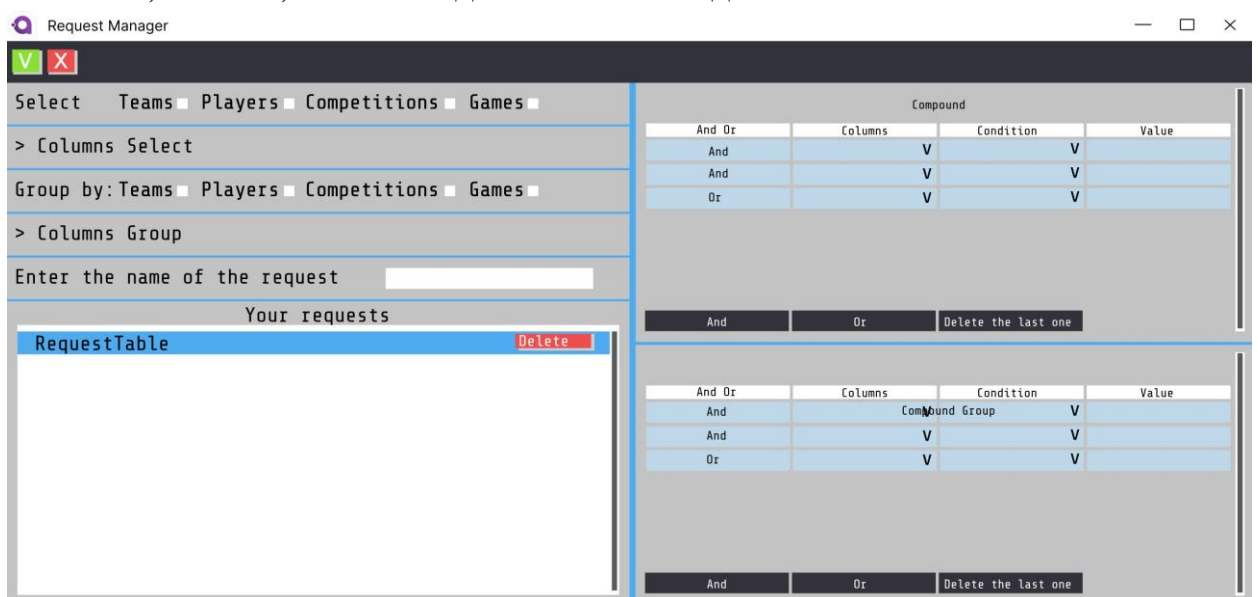 Request Manager
V X
Select Teams Players Competitions Games
> Columns Select
Group by: Teams Players Competitions Games
> Columns Group
Enter the name of the request
Your requests
RequestTable Delete
Compound
And Or Columns Condition Value
And V V
And V V
Or V V
And Or Delete the last one
And Or Columns Condition Value
And V V
Compound Group
And V V
Or V V
And Or Delete the last one